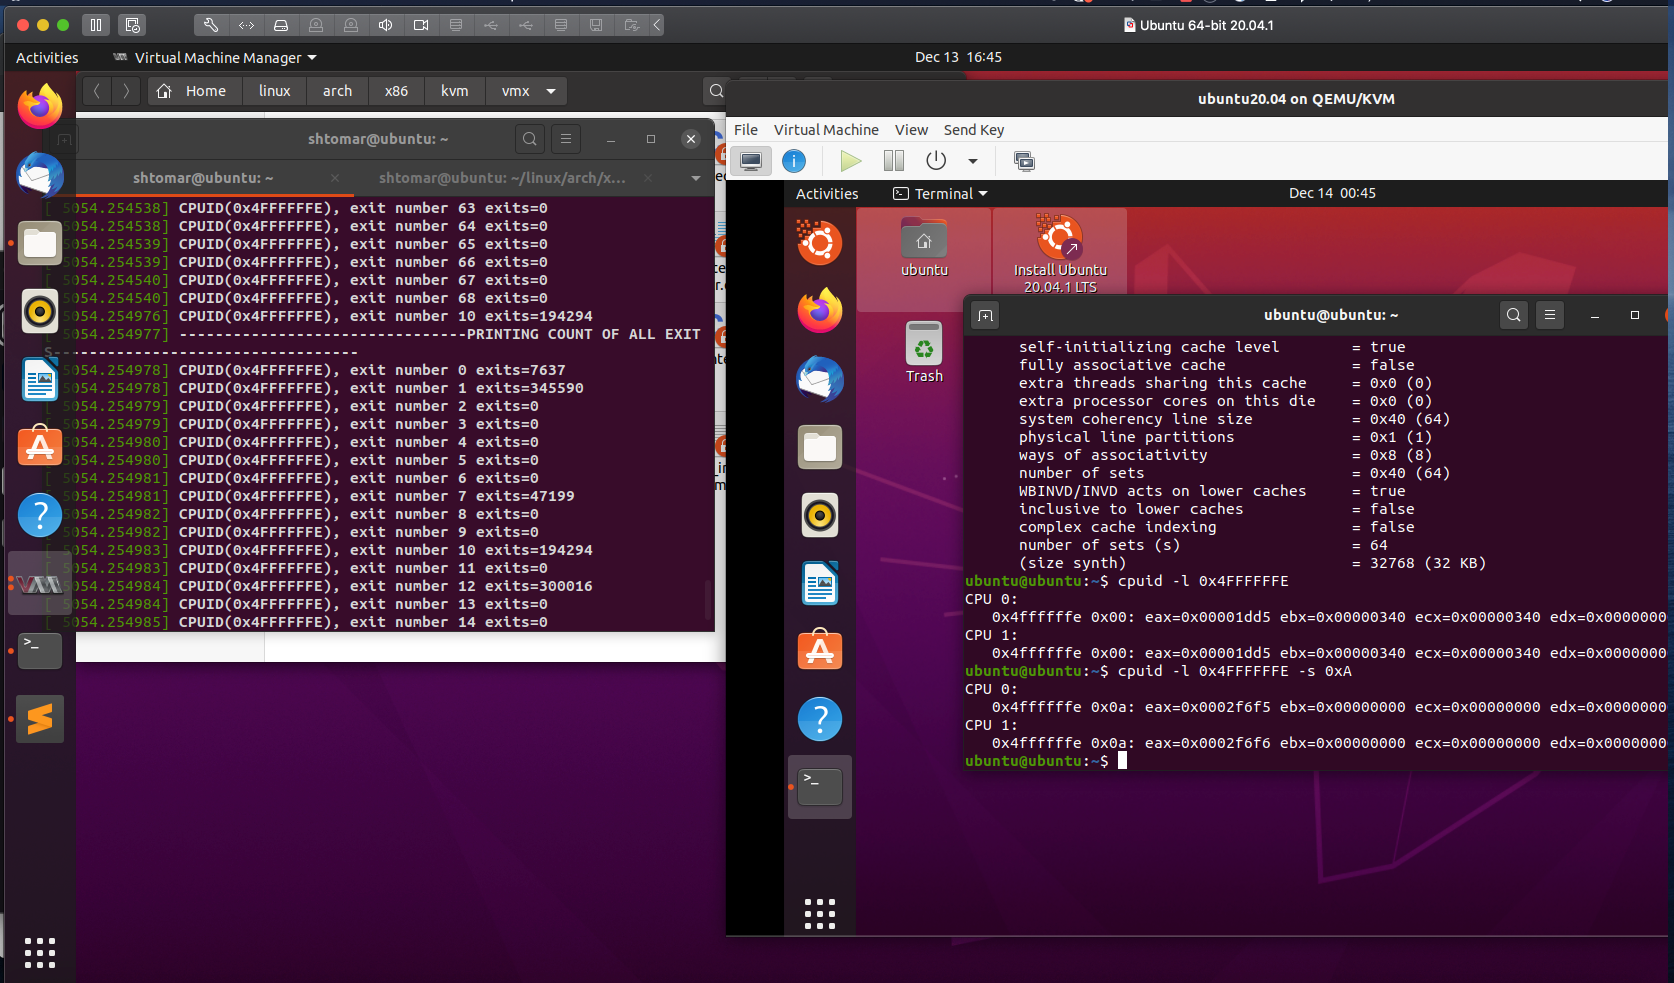 Ubuntu 64-bit 20.04.1
Activities
Virtual Machine Manager
Dec 13 16:45
Home
linux
arch
x86
kvm
vmx
shtomar@ubuntu: ~
shtomar@ubuntu: ~
shtomar@ubuntu: ~/linux/arch/x...
[ 5054.254538] CPUID(0x4FFFFFFE), exit number 63 exits=0
[ 5054.254538] CPUID(0x4FFFFFFE), exit number 64 exits=0
[ 5054.254539] CPUID(0x4FFFFFFE), exit number 65 exits=0
[ 5054.254539] CPUID(0x4FFFFFFE), exit number 66 exits=0
[ 5054.254540] CPUID(0x4FFFFFFE), exit number 67 exits=0
[ 5054.254540] CPUID(0x4FFFFFFE), exit number 68 exits=0
[ 5054.254976] CPUID(0x4FFFFFFE), exit number 10 exits=194294
[ 5054.254977] --------------------------------PRINTING COUNT OF ALL EXIT
S----------------------------------
[ 5054.254978] CPUID(0x4FFFFFFE), exit number 0 exits=7637
[ 5054.254978] CPUID(0x4FFFFFFE), exit number 1 exits=345590
[ 5054.254979] CPUID(0x4FFFFFFE), exit number 2 exits=0
[ 5054.254979] CPUID(0x4FFFFFFE), exit number 3 exits=0
[ 5054.254980] CPUID(0x4FFFFFFE), exit number 4 exits=0
[ 5054.254980] CPUID(0x4FFFFFFE), exit number 5 exits=0
[ 5054.254981] CPUID(0x4FFFFFFE), exit number 6 exits=0
[ 5054.254981] CPUID(0x4FFFFFFE), exit number 7 exits=47199
[ 5054.254982] CPUID(0x4FFFFFFE), exit number 8 exits=0
[ 5054.254982] CPUID(0x4FFFFFFE), exit number 9 exits=0
[ 5054.254983] CPUID(0x4FFFFFFE), exit number 10 exits=194294
[ 5054.254983] CPUID(0x4FFFFFFE), exit number 11 exits=0
[ 5054.254984] CPUID(0x4FFFFFFE), exit number 12 exits=300016
[ 5054.254984] CPUID(0x4FFFFFFE), exit number 13 exits=0
[ 5054.254985] CPUID(0x4FFFFFFE), exit number 14 exits=0
ubuntu20.04 on QEMU/KVM
File
Virtual Machine
View
Send Key
Activities
Terminal
Dec 14 00:45
ubuntu
Install Ubuntu
20.04.1 LTS
Trash
ubuntu@ubuntu: ~
self-initializing cache level = true
fully associative cache = false
extra threads sharing this cache = 0x0 (0)
extra processor cores on this die = 0x0 (0)
system coherency line size = 0x40 (64)
physical line partitions = 0x1 (1)
ways of associativity = 0x8 (8)
number of sets = 0x40 (64)
WBINVD/INVD acts on lower caches = true
inclusive to lower caches = false
complex cache indexing = false
number of sets (s) = 64
(size synth) = 32768 (32 KB)
ubuntu@ubuntu:~$ cpuid -l 0x4FFFFFFE
CPU 0:
0x4ffffffe 0x00: eax=0x00001dd5 ebx=0x00000340 ecx=0x00000340 edx=0x0000000
CPU 1:
0x4ffffffe 0x00: eax=0x00001dd5 ebx=0x00000340 ecx=0x00000340 edx=0x0000000
ubuntu@ubuntu:~$ cpuid -l 0x4FFFFFFE -s 0xA
CPU 0:
0x4ffffffe 0x0a: eax=0x0002f6f5 ebx=0x00000000 ecx=0x00000000 edx=0x0000000
CPU 1:
0x4ffffffe 0x0a: eax=0x0002f6f6 ebx=0x00000000 ecx=0x00000000 edx=0x0000000
ubuntu@ubuntu:~$